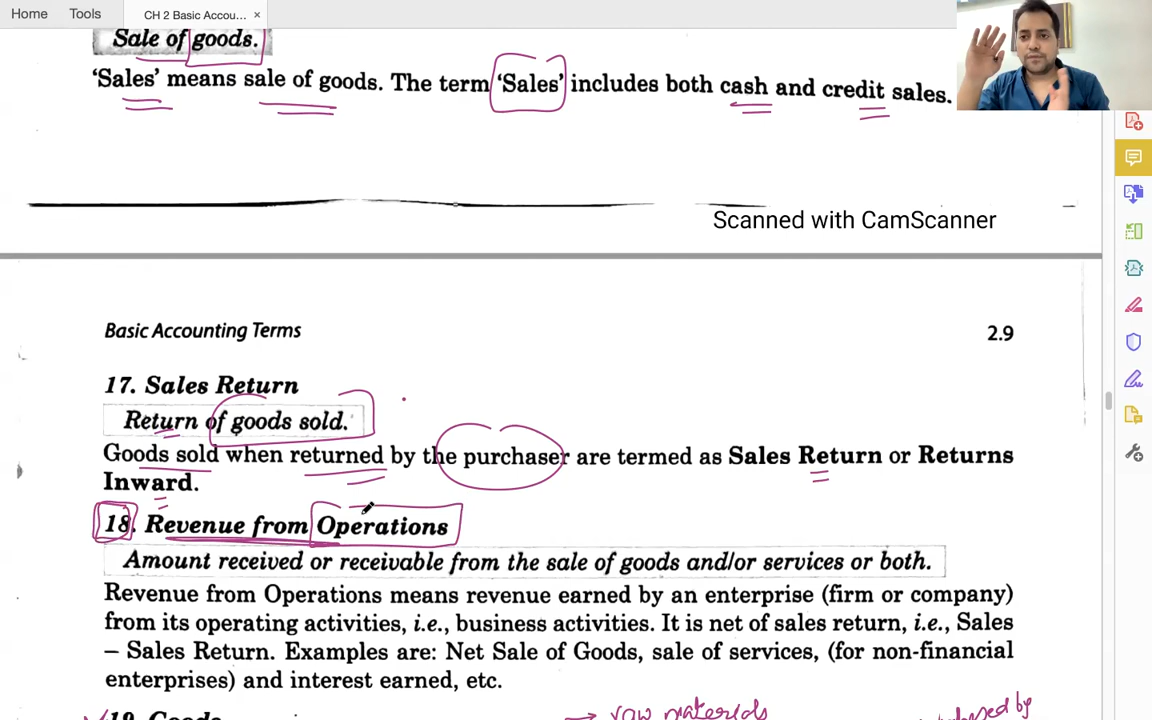 Home Tools CH 2 Basic Accou... ×
Sale of goods.
'Sales' means sale of goods. The term 'Sales' includes both cash and credit sales.
Scanned with CamScanner
Basic Accounting Terms 2.9
17. Sales Return
Return of goods sold.
Goods sold when returned by the purchaser are termed as Sales Return or Returns
Inward.
18. Revenue from Operations
Amount received or receivable from the sale of goods and/or services or both.
Revenue from Operations means revenue earned by an enterprise (firm or company)
from its operating activities, i.e., business activities. It is net of sales return, i.e., Sales
– Sales Return. Examples are: Net Sale of Goods, sale of services, (for non-financial
enterprises) and interest earned, etc.
19. Goods → raw materials by